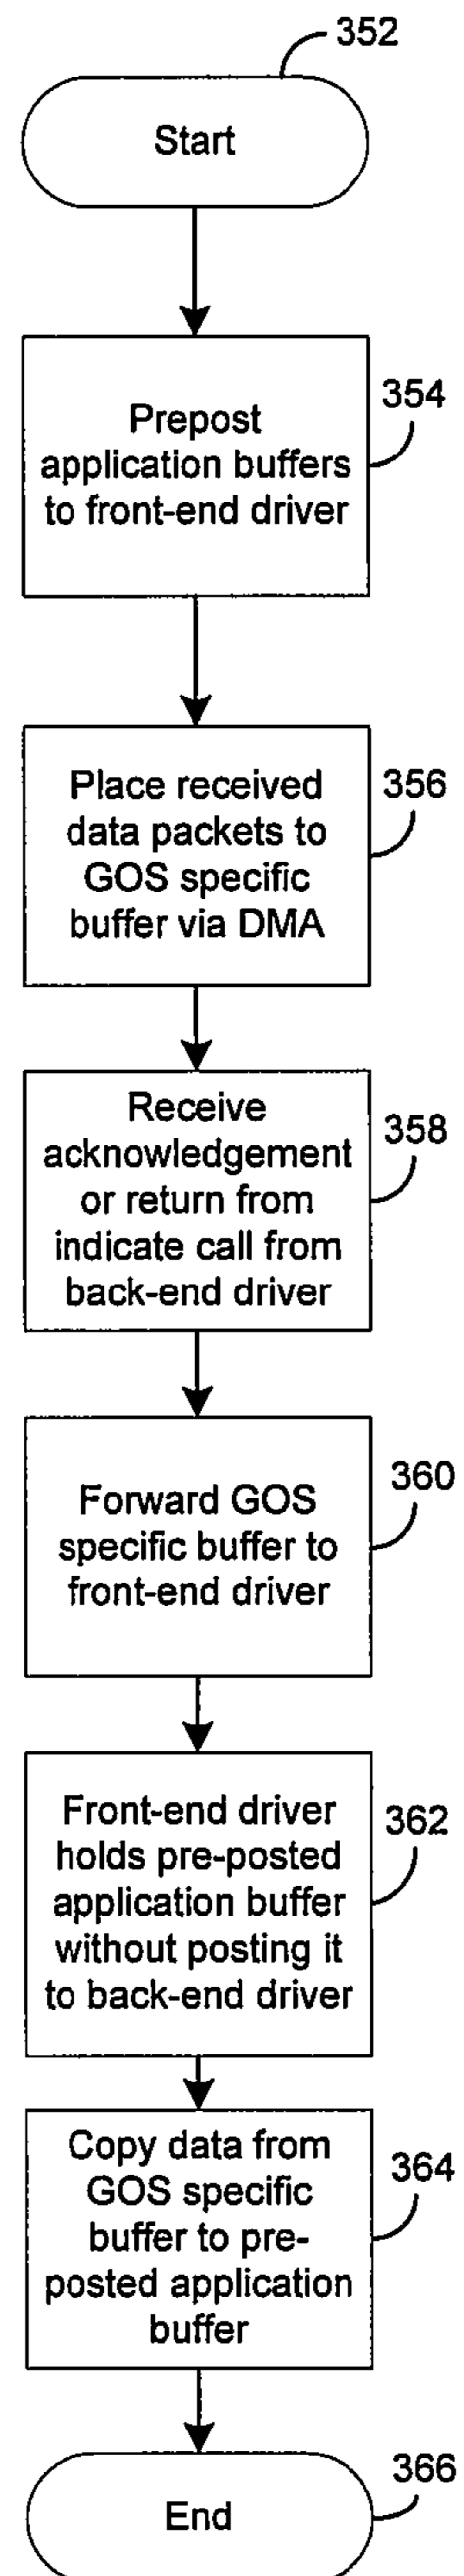 352
Start
354
Prepost
application buffers
to front-end driver
356
Place received
data packets to
GOS specific
buffer via DMA
358
Receive
acknowledgement
or return from
indicate call from
back-end driver
360
Forward GOS
specific buffer to
front-end driver
362
Front-end driver
holds pre-posted
application buffer
without posting it
to back-end driver
364
Copy data from
GOS specific
buffer to pre-
posted application
buffer
366
End